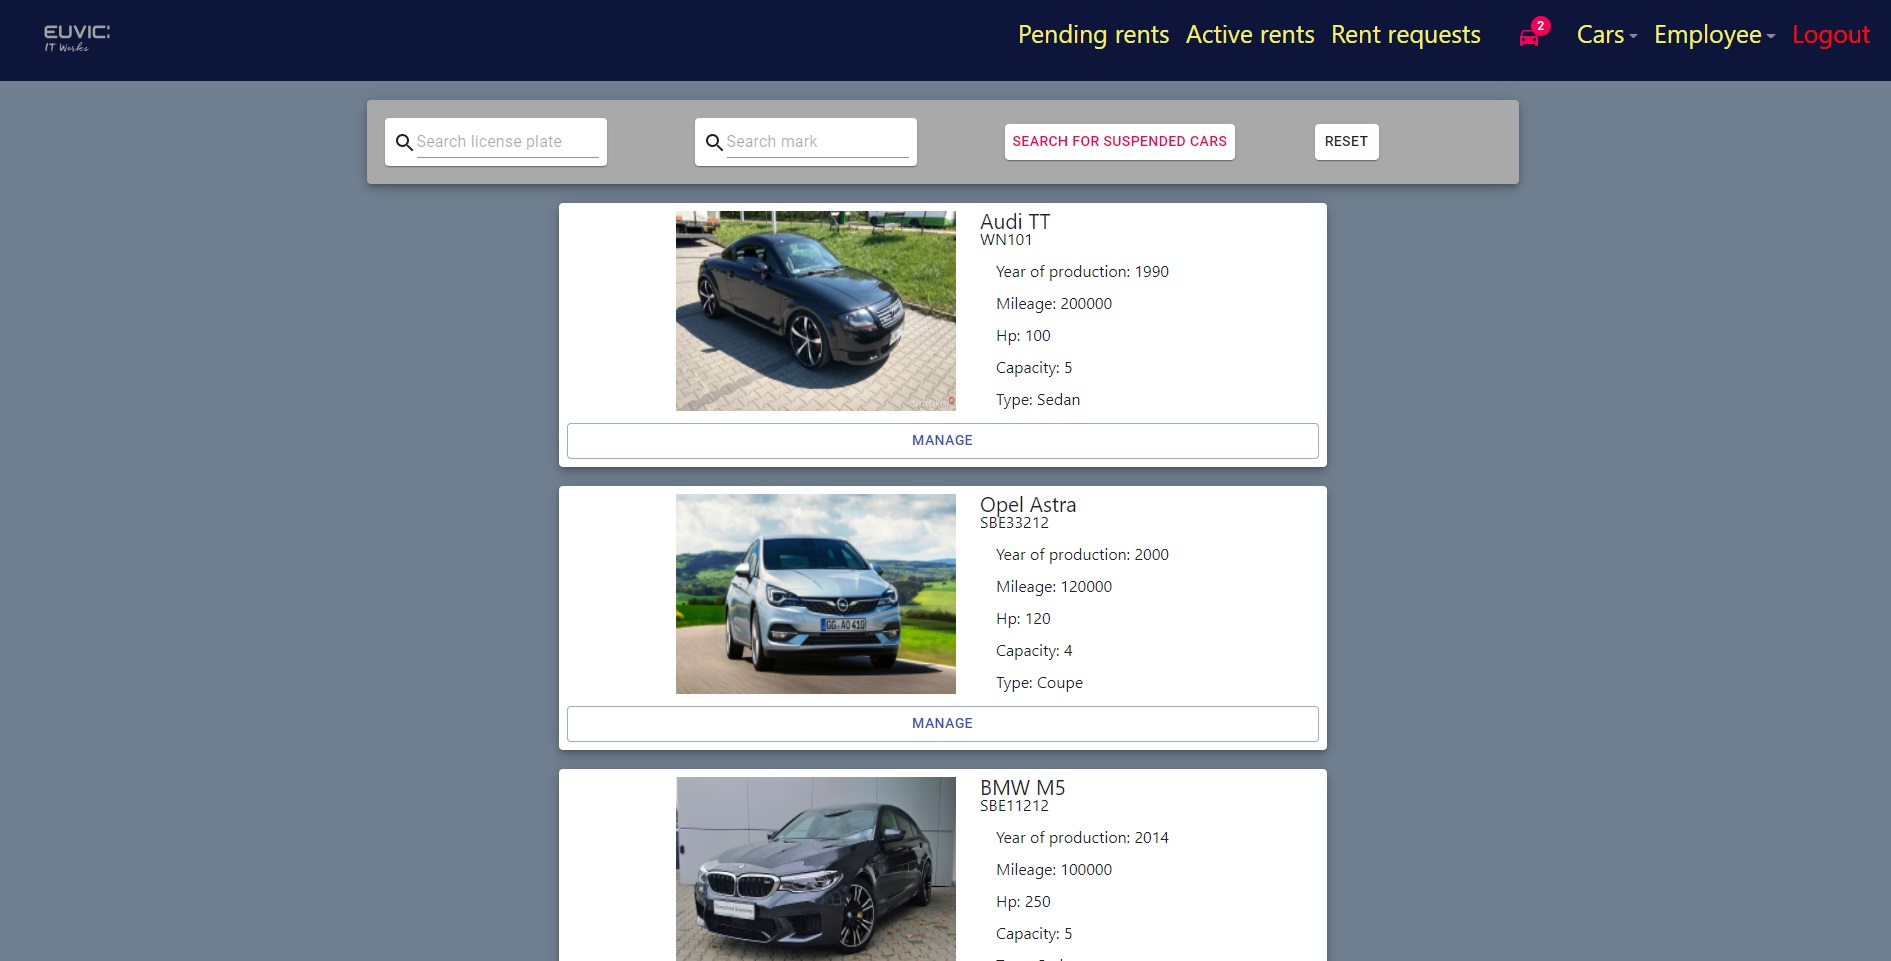 EUVIC:
IT Works
Pending rents Active rents Rent requests 2 Cars Employee Logout
Search license plate Search mark SEARCH FOR SUSPENDED CARS RESET
Audi TT
WN101
Year of production: 1990
Mileage: 200000
Hp: 100
Capacity: 5
Type: Sedan
MANAGE
Opel Astra
SBE33212
Year of production: 2000
Mileage: 120000
Hp: 120
Capacity: 4
Type: Coupe
GG AO 410
MANAGE
BMW M5
SBE11212
Year of production: 2014
Mileage: 100000
Hp: 250
Capacity: 5